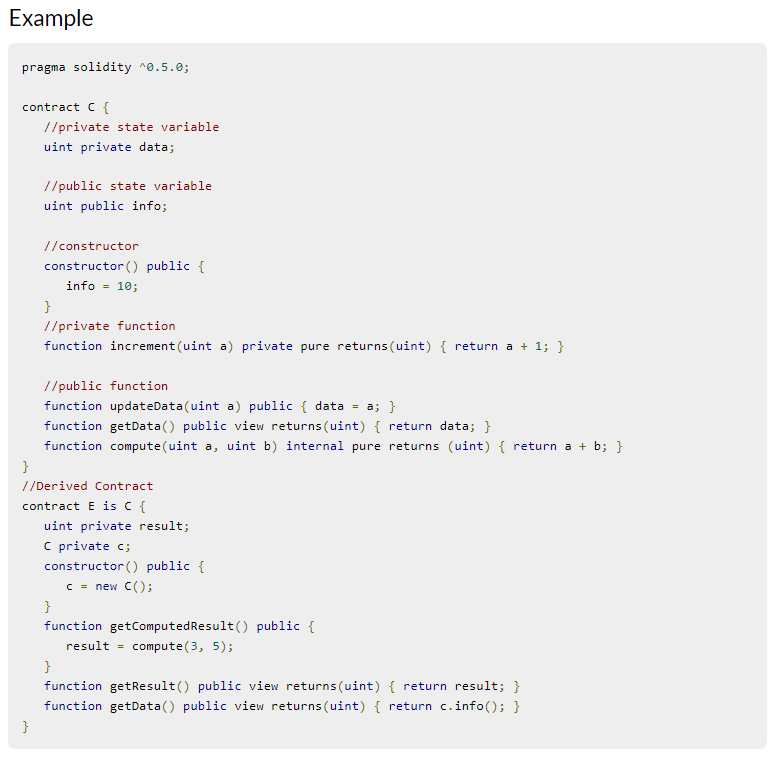 Example
pragma solidity ^0.5.0;
contract C {
//private state variable
uint private data;
//public state variable
uint public info;
//constructor
constructor() public {
info = 10;
}
//private function
function increment(uint a) private pure returns(uint) { return a + 1; }
//public function
function updateData(uint a) public { data = a; }
function getData() public view returns(uint) { return data; }
function compute(uint a, uint b) internal pure returns (uint) { return a + b; }
}
//Derived Contract
contract E is C {
uint private result;
C private c;
constructor() public {
c = new C();
}
function getComputedResult() public {
result = compute(3, 5);
}
function getResult() public view returns(uint) { return result; }
function getData() public view returns(uint) { return c.info(); }
}